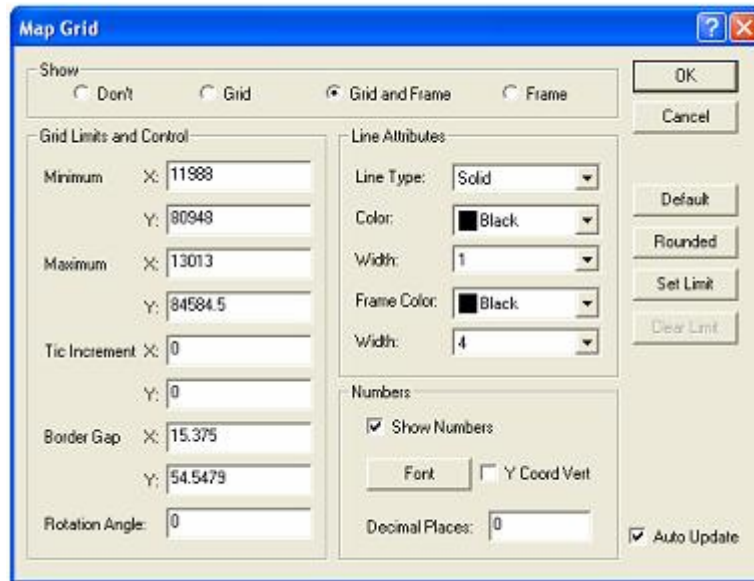 Map Grid
Show
Don't
Grid
Grid and Frame
Frame
OK
Cancel
Grid Limits and Control
Minimum X: 11988
Y: 80948
Maximum X: 13013
Y: 84584.5
Tic Increment X: 0
Y: 0
Border Gap X: 15.375
Y: 54.5479
Rotation Angle: 0
Line Attributes
Line Type: Solid
Color: Black
Width: 1
Frame Color: Black
Width: 4
Numbers
Show Numbers
Font
Y Coord Vert
Decimal Places: 0
Default
Rounded
Set Limit
Clear Limit
Auto Update